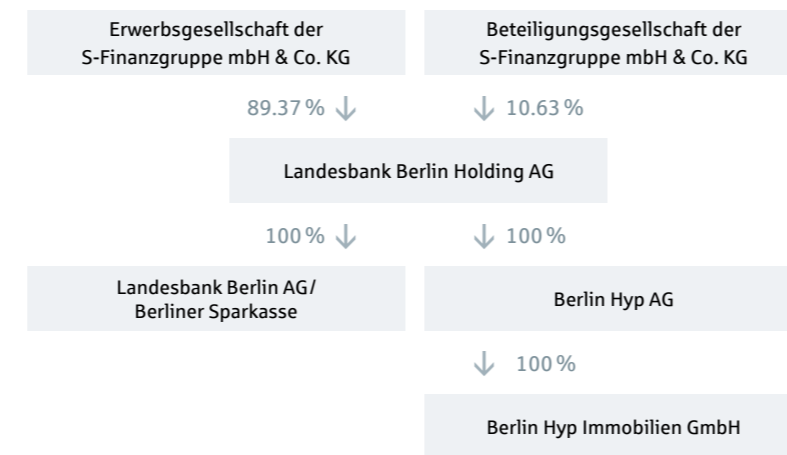 Erwerbsgesellschaft der
S-Finanzgruppe mbH & Co. KG
Beteiligungsgesellschaft der
S-Finanzgruppe mbH & Co. KG
89.37 %
10.63 %
Landesbank Berlin Holding AG
100 %
100 %
Landesbank Berlin AG/
Berliner Sparkasse
Berlin Hyp AG
100 %
Berlin Hyp Immobilien GmbH